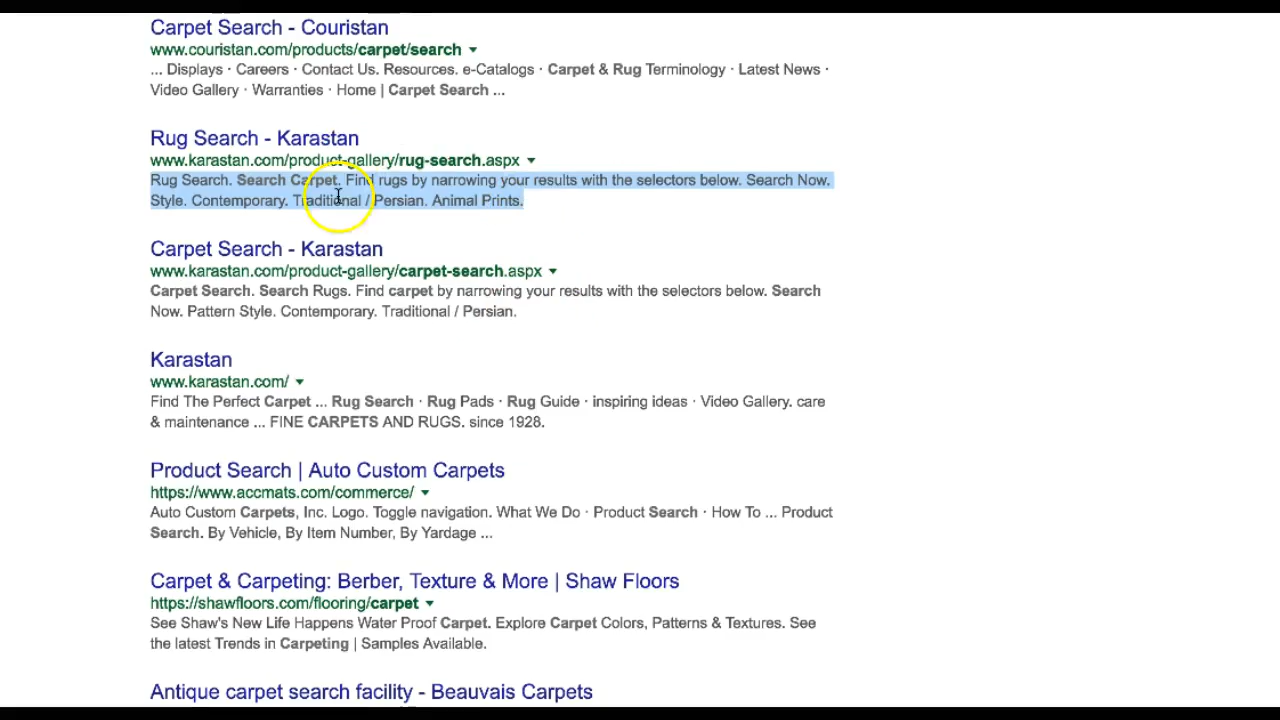 Carpet Search - Couristan
www.couristan.com/products/carpet/search
... Displays · Careers · Contact Us. Resources. e-Catalogs · Carpet & Rug Terminology · Latest News ·
Video Gallery · Warranties · Home | Carpet Search ...
Rug Search - Karastan
www.karastan.com/product-gallery/rug-search.aspx
Rug Search. Search Carpet. Find rugs by narrowing your results with the selectors below. Search Now.
Style. Contemporary. Traditional / Persian. Animal Prints.
Carpet Search - Karastan
www.karastan.com/product-gallery/carpet-search.aspx
Carpet Search. Search Rugs. Find carpet by narrowing your results with the selectors below. Search
Now. Pattern Style. Contemporary. Traditional / Persian.
Karastan
www.karastan.com/
Find The Perfect Carpet ... Rug Search · Rug Pads · Rug Guide · inspiring ideas · Video Gallery. care
& maintenance ... FINE CARPETS AND RUGS. since 1928.
Product Search | Auto Custom Carpets
https://www.accmats.com/commerce/
Auto Custom Carpets, Inc. Logo. Toggle navigation. What We Do · Product Search · How To ... Product
Search. By Vehicle, By Item Number, By Yardage ...
Carpet & Carpeting: Berber, Texture & More | Shaw Floors
https://shawfloors.com/flooring/carpet
See Shaw's New Life Happens Water Proof Carpet. Explore Carpet Colors, Patterns & Textures. See
the latest Trends in Carpeting | Samples Available.
Antique carpet search facility - Beauvais Carpets